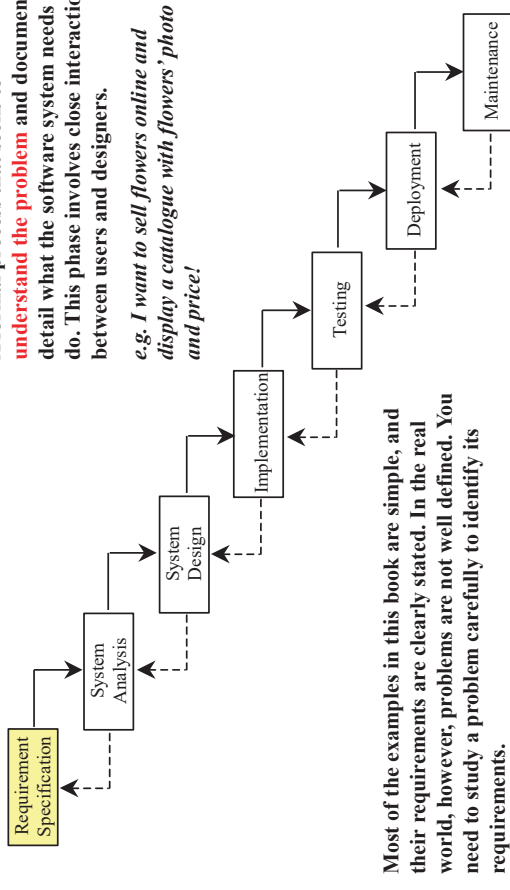 understand the problem and document
detail what the software system needs
do. This phase involves close interaction
between users and designers.
e.g. I want to sell flowers online and
display a catalogue with flowers' photo
and price!
Requirement
Specification
System
Analysis
System
Design
Implementation
Testing
Deployment
Maintenance
Most of the examples in this book are simple, and
their requirements are clearly stated. In the real
world, however, problems are not well defined. You
need to study a problem carefully to identify its
requirements.